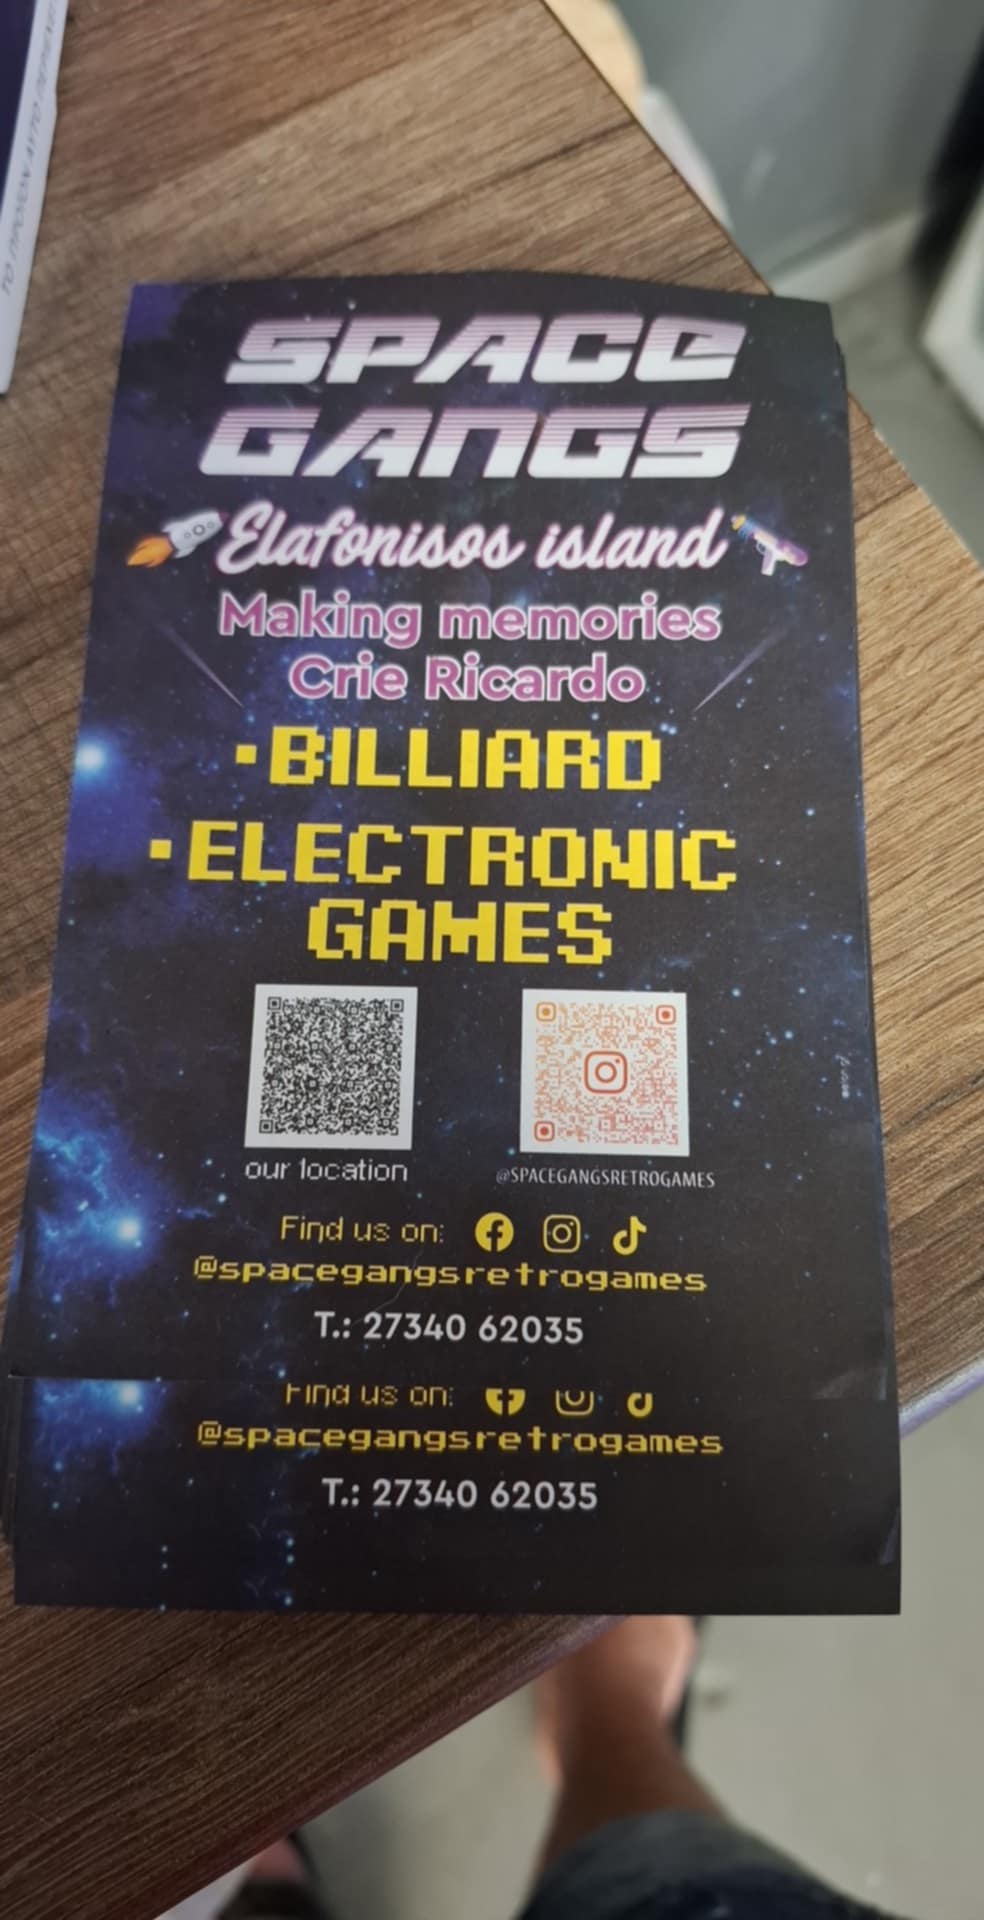 SPACE
GANGS
Elafonisos island
Making memories
Crie Ricardo
▪BILLIARD
▪ELECTRONIC
GAMES
our location
@SPACEGANGSRETROGAMES
Find us on:
@spacegangsretrogames
T.: 27340 62035
Find us on:
@spacegangsretrogames
T.: 27340 62035